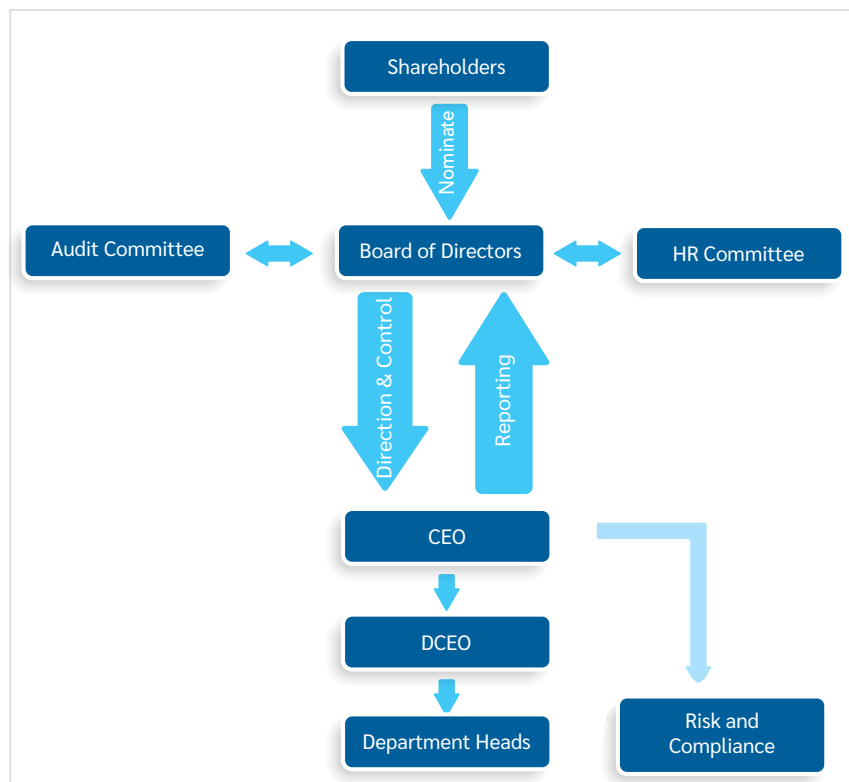 Shareholders
Nominate
Audit Committee
Board of Directors
HR Committee
Direction & Control
Reporting
CEO
DCEO
Department Heads
Risk and
Compliance